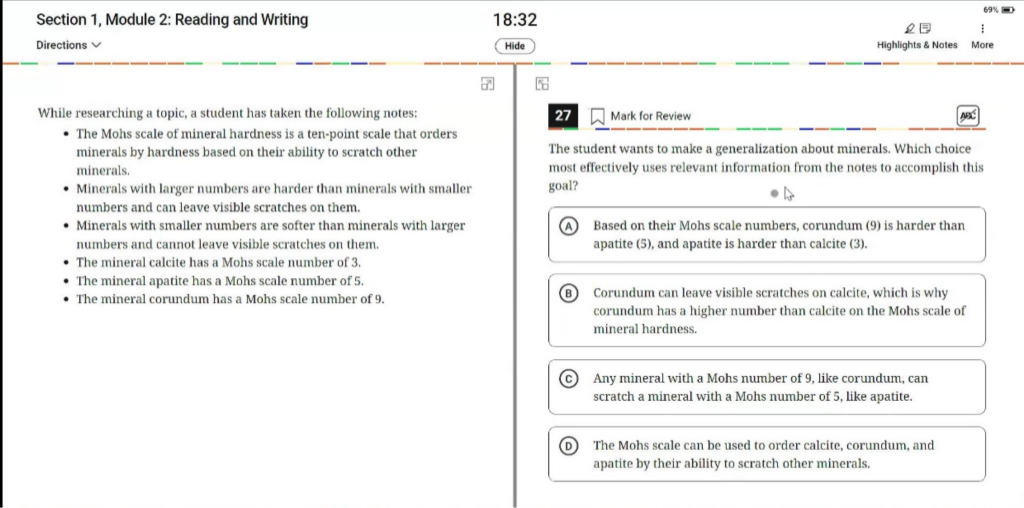 Section 1, Module 2: Reading and Writing
Directions
18:32
Hide
69%
Highlights & Notes
More
While researching a topic, a student has taken the following notes:
• The Mohs scale of mineral hardness is a ten-point scale that orders
minerals by hardness based on their ability to scratch other
minerals.
• Minerals with larger numbers are harder than minerals with smaller
numbers and can leave visible scratches on them.
• Minerals with smaller numbers are softer than minerals with larger
numbers and cannot leave visible scratches on them.
• The mineral calcite has a Mohs scale number of 3.
• The mineral apatite has a Mohs scale number of 5.
• The mineral corundum has a Mohs scale number of 9.
27
Mark for Review
ABC
The student wants to make a generalization about minerals. Which choice
most effectively uses relevant information from the notes to accomplish this
goal?
A Based on their Mohs scale numbers, corundum (9) is harder than
apatite (5), and apatite is harder than calcite (3).
B Corundum can leave visible scratches on calcite, which is why
corundum has a higher number than calcite on the Mohs scale of
mineral hardness.
C Any mineral with a Mohs number of 9, like corundum, can
scratch a mineral with a Mohs number of 5, like apatite.
D The Mohs scale can be used to order calcite, corundum, and
apatite by their ability to scratch other minerals.